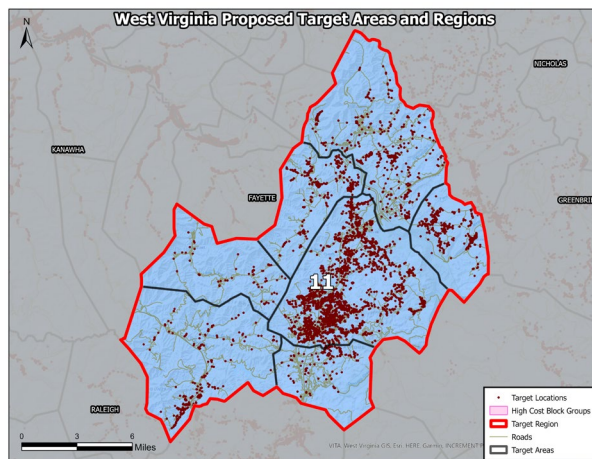 West Virginia Proposed Target Areas and Regions
N
NICHOLAS
KANAWHA
FAYETTE
GREENBRI
11
RALEIGH
0 3 6
Miles
Target Locations
High Cost Block Groups
Target Region
Roads
Target Areas
VITA, West Virginia GIS, Esri, HERE, Garmin, INCREMENT P